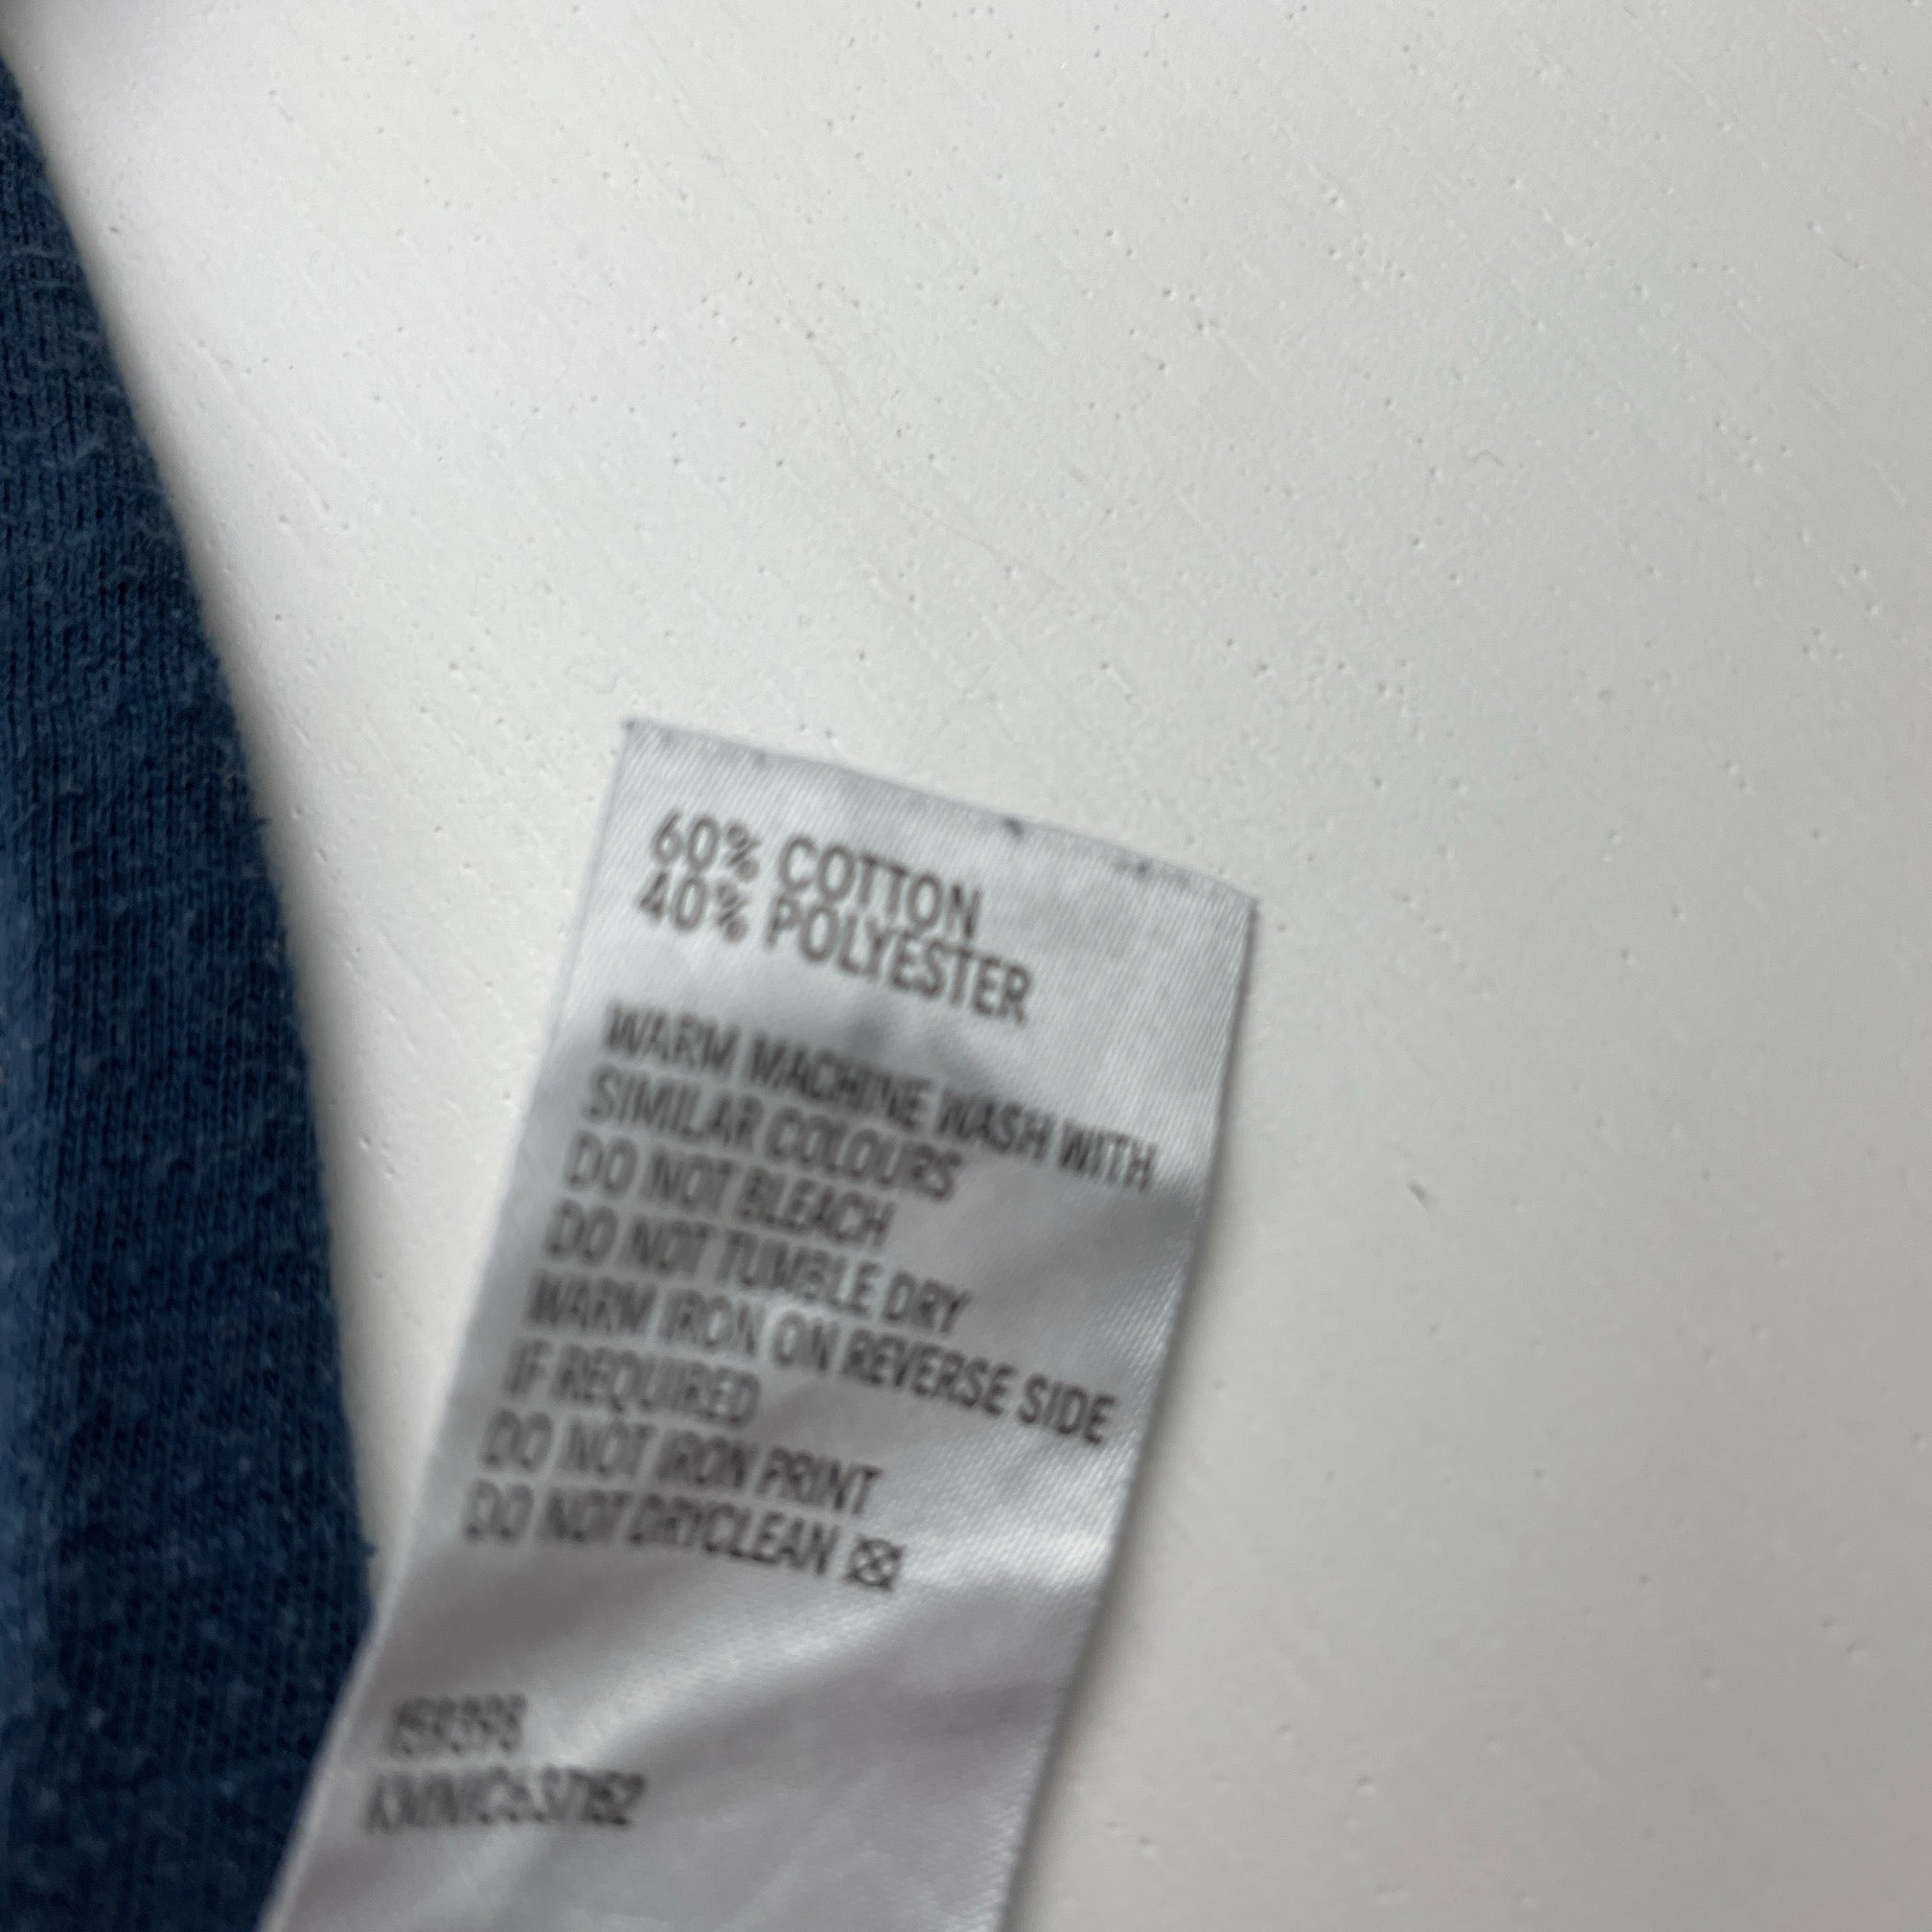 60% COTTON
40% POLYESTER
WARM MACHINE WASH WITH
SIMILAR COLOURS
DO NOT BLEACH
DO NOT TUMBLE DRY
WARM IRON ON REVERSE SIDE
IF REQUIRED
DO NOT IRON PRINT
DO NOT DRYCLEAN